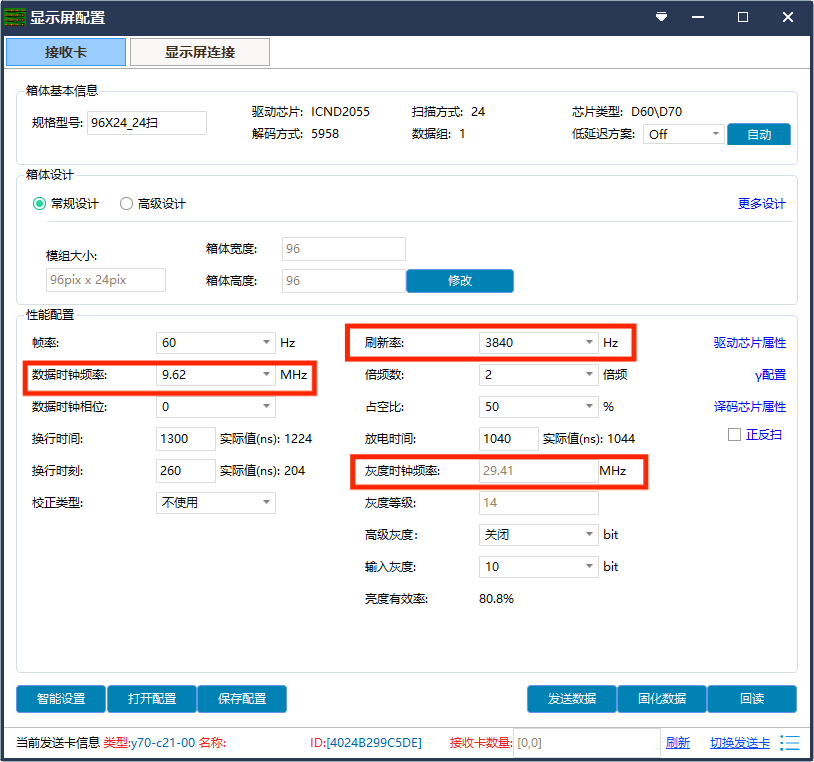 显示屏配置
接收卡 显示屏连接
箱体基本信息
规格型号: 96X24_24扫 驱动芯片: ICND2055 扫描方式: 24 芯片类型: D60\D70
解码方式: 5958 数据组: 1 低延迟方案: Off 自动
箱体设计
常规设计 高级设计 更多设计
模组大小: 箱体宽度: 96
96pix x 24pix 箱体高度: 96 修改
性能配置
帧率: 60 Hz 刷新率: 3840 Hz 驱动芯片属性
数据时钟频率: 9.62 MHz 倍频数: 2 倍频 γ配置
数据时钟相位: 0 占空比: 50 % 译码芯片属性
换行时间: 1300 实际值(ns): 1224 放电时间: 1040 实际值(ns): 1044 正反扫
换行时刻: 260 实际值(ns): 204 灰度时钟频率: 29.41 MHz
校正类型: 不使用 灰度等级: 14
高级灰度: 关闭 bit
输入灰度: 10 bit
亮度有效率: 80.8%
智能设置 打开配置 保存配置 发送数据 固化数据 回读
当前发送卡信息 类型:y70-c21-00 名称: ID:[4024B299C5DE] 接收卡数量: [0,0] 刷新 切换发送卡